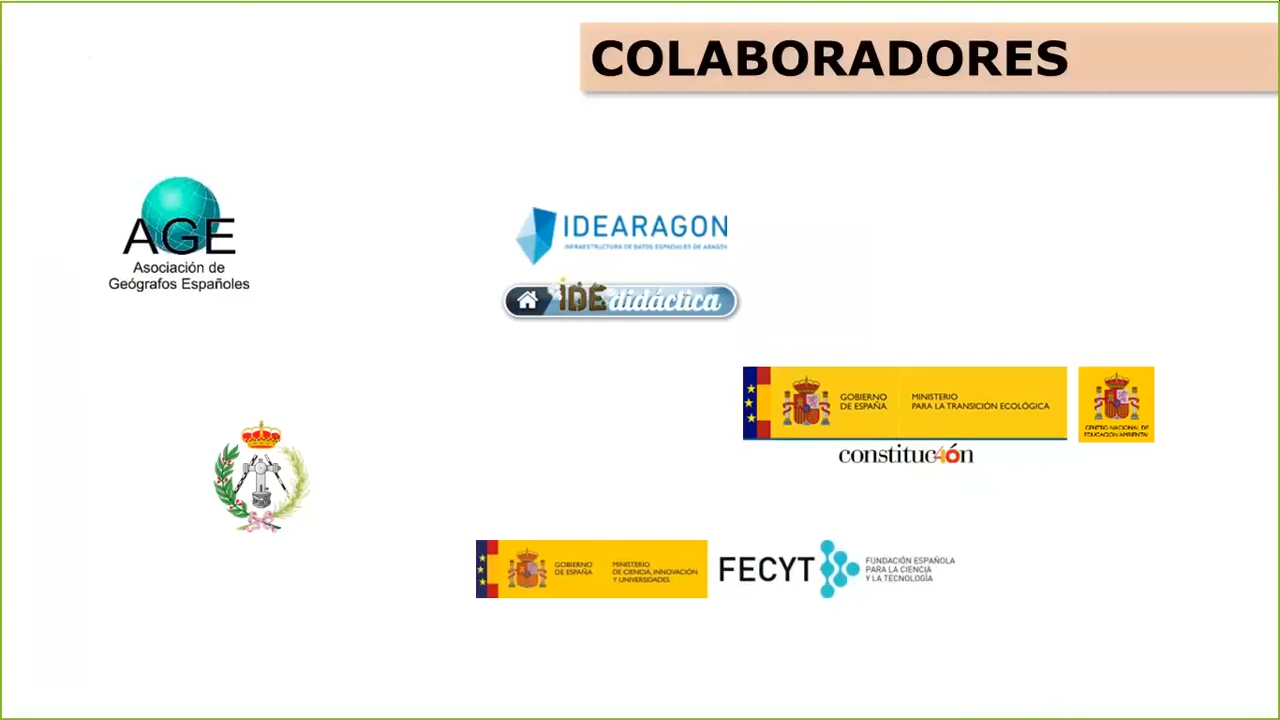 COLABORADORES
AGE
Asociación de
Geógrafos Españoles
IDEARAGON
INFRAESTRUCTURA DE DATOS ESPACIALES DE ARAGÓN
IDEdidáctica
GOBIERNO
DE ESPAÑA
MINISTERIO
PARA LA TRANSICIÓN ECOLÓGICA
CENTRO NACIONAL DE
EDUCACIÓN AMBIENTAL
constituc40n
GOBIERNO
DE ESPAÑA
MINISTERIO
DE CIENCIA, INNOVACIÓN
Y UNIVERSIDADES
FECYT
FUNDACIÓN ESPAÑOLA
PARA LA CIENCIA
Y LA TECNOLOGÍA